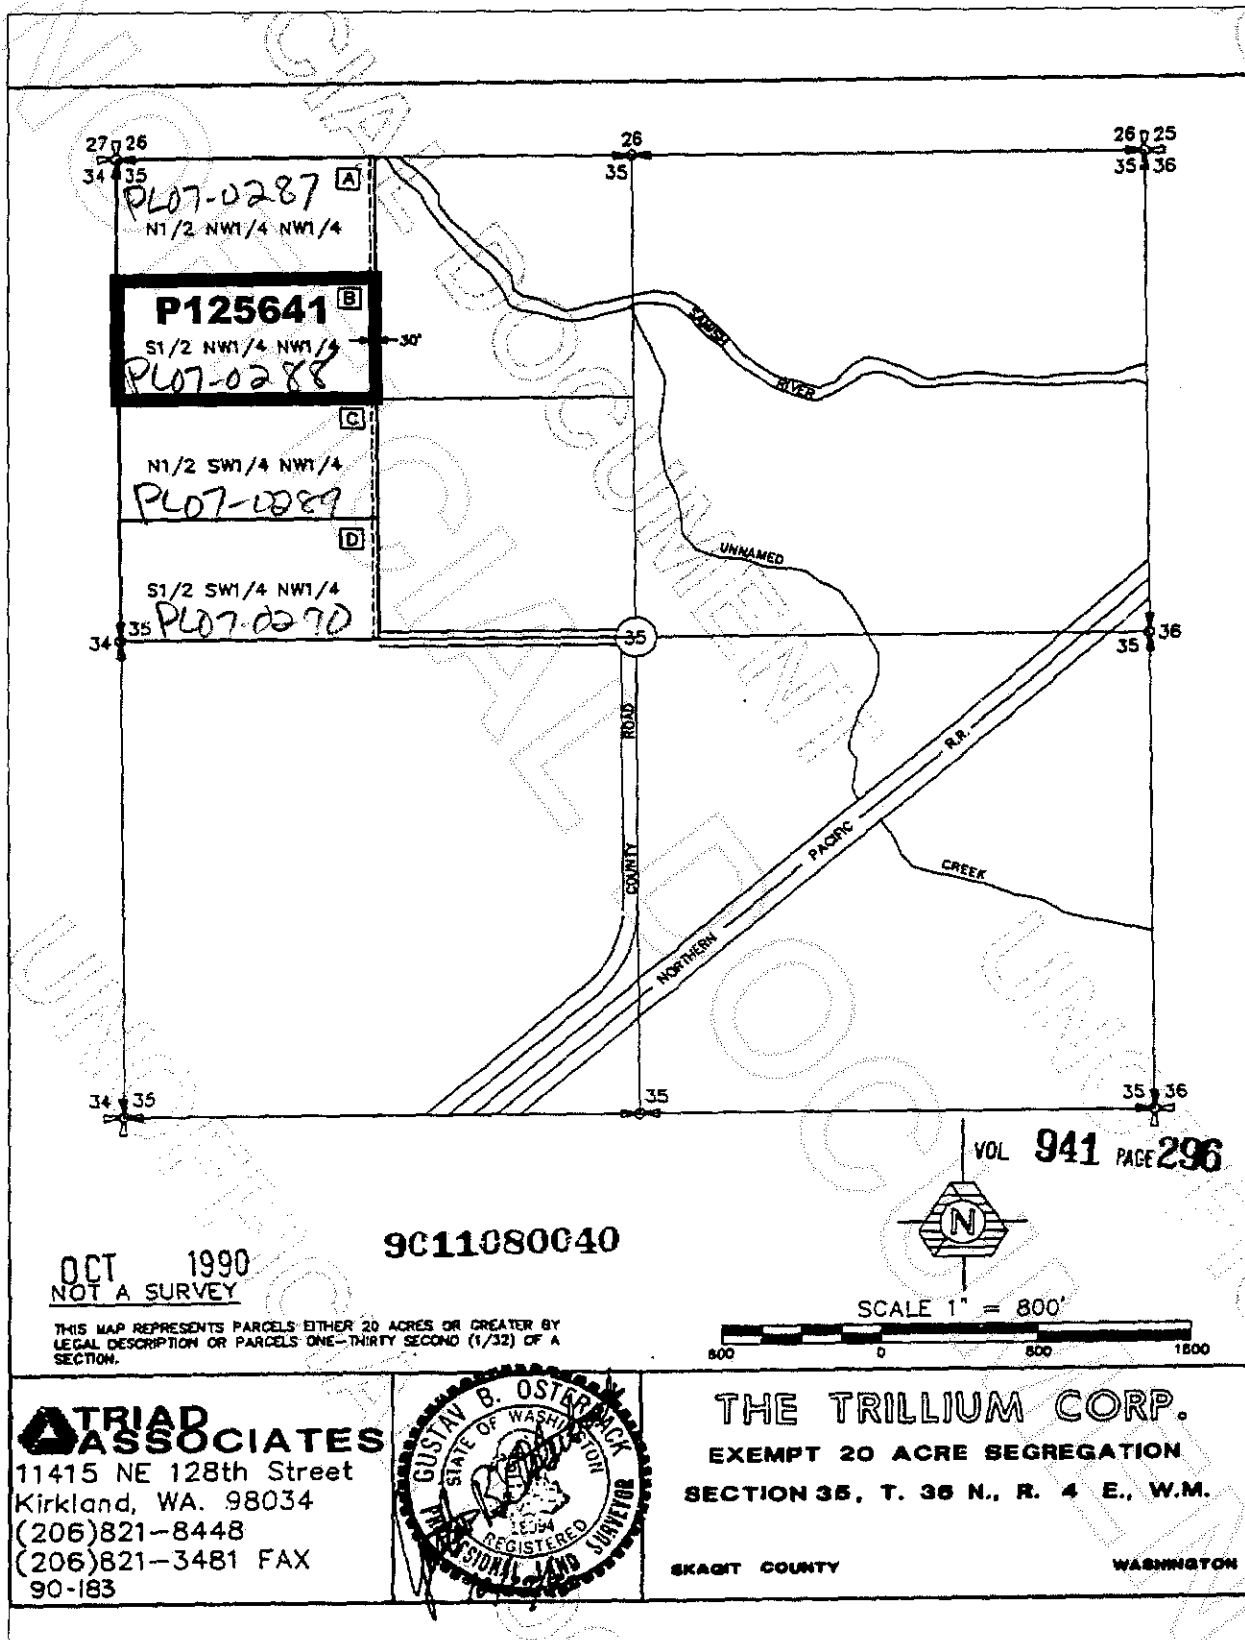 27 26
34 35
26
35
26 25
35 36
A
PL07-0287
N1/2 NW1/4 NW1/4
B
P125641
S1/2 NW1/4 NW1/4
30'
PL07-0288
C
N1/2 SW1/4 NW1/4
PL07-0289
D
S1/2 SW1/4 NW1/4
PL07-0290
SAMISH
RIVER
UNNAMED
CREEK
34 35
35
36
35
COUNTY ROAD
NORTHERN PACIFIC R.R.
34 35
35
35 36
VOL 941 PAGE 296
N
9011080040
OCT 1990
NOT A SURVEY
THIS MAP REPRESENTS PARCELS EITHER 20 ACRES OR GREATER BY
LEGAL DESCRIPTION OR PARCELS ONE-THIRTY SECOND (1/32) OF A
SECTION.
SCALE 1" = 800'
800 0 800 1600
TRIAD
ASSOCIATES
11415 NE 128th Street
Kirkland, WA. 98034
(206)821-8448
(206)821-3481 FAX
90-183
GUSTAV B. OSTERMACK
STATE OF WASHINGTON
REGISTERED
PROFESSIONAL LAND SURVEYOR
THE TRILLIUM CORP.
EXEMPT 20 ACRE SEGREGATION
SECTION 35, T. 36 N., R. 4 E., W.M.
SKAGIT COUNTY WASHINGTON
UNOFFICIAL DOCUMENT